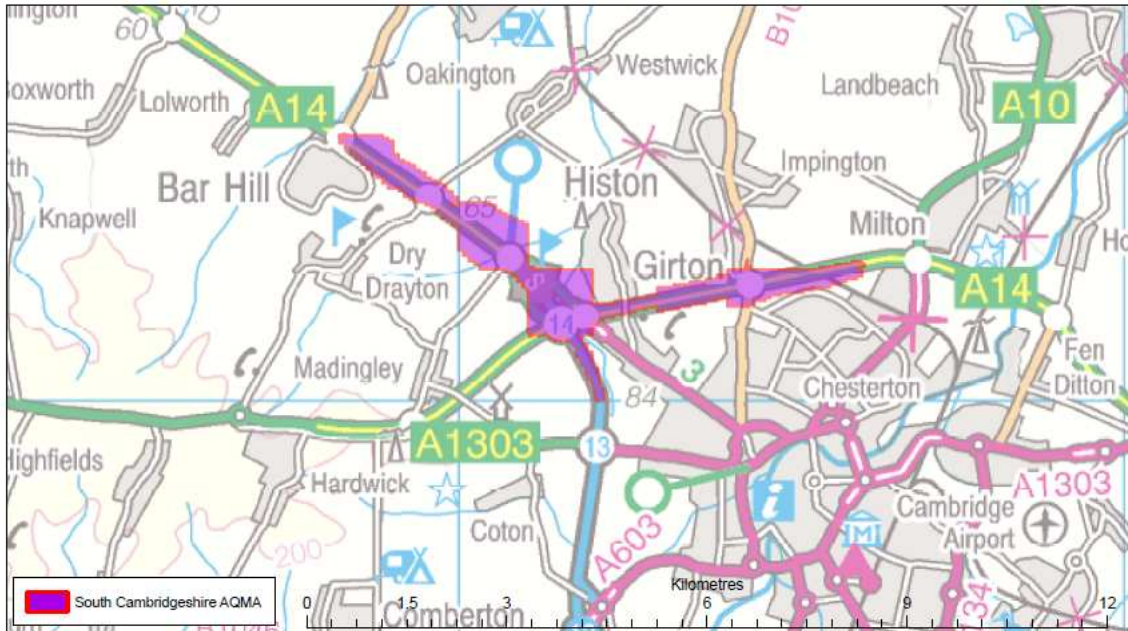 60
Oakington
Westwick
Landbeach
A10
Lolworth
A14
Bar Hill
65
Histon
Impington
Knapwell
Milton
Dry
Drayton
Girton
A14
14
Madingley
3
Fen
Ditton
Chesterton
84
A1303
13
Highfields
Hardwick
A1303
Coton
Cambridge
Airport
i
M
A603
200
Comberton
South Cambridgeshire AQMA
Kilometres
0 1.5 3 6 9 12